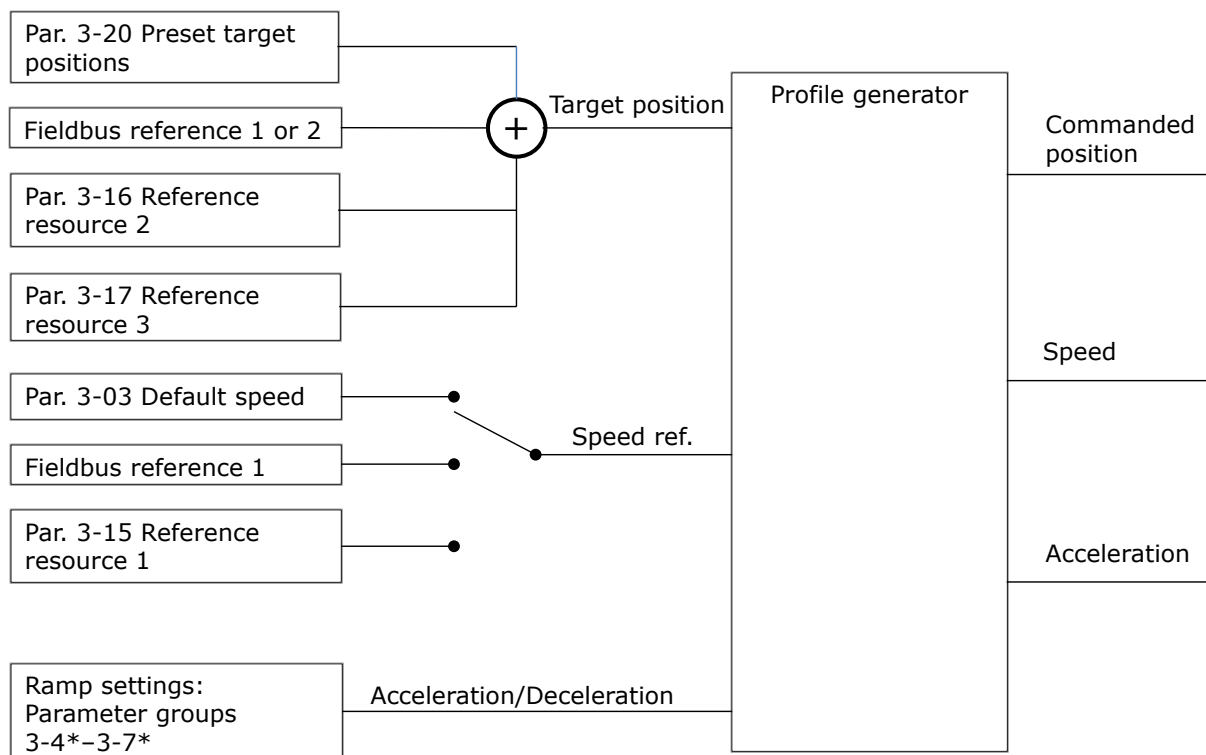 Par. 3-20 Preset target
positions
Fieldbus reference 1 or 2
Par. 3-16 Reference
resource 2
Par. 3-17 Reference
resource 3
Par. 3-03 Default speed
Fieldbus reference 1
Par. 3-15 Reference
resource 1
Ramp settings:
Parameter groups
3-4*–3-7*
+
Target position
Speed ref.
Acceleration/Deceleration
Profile generator
Commanded
position
Speed
Acceleration